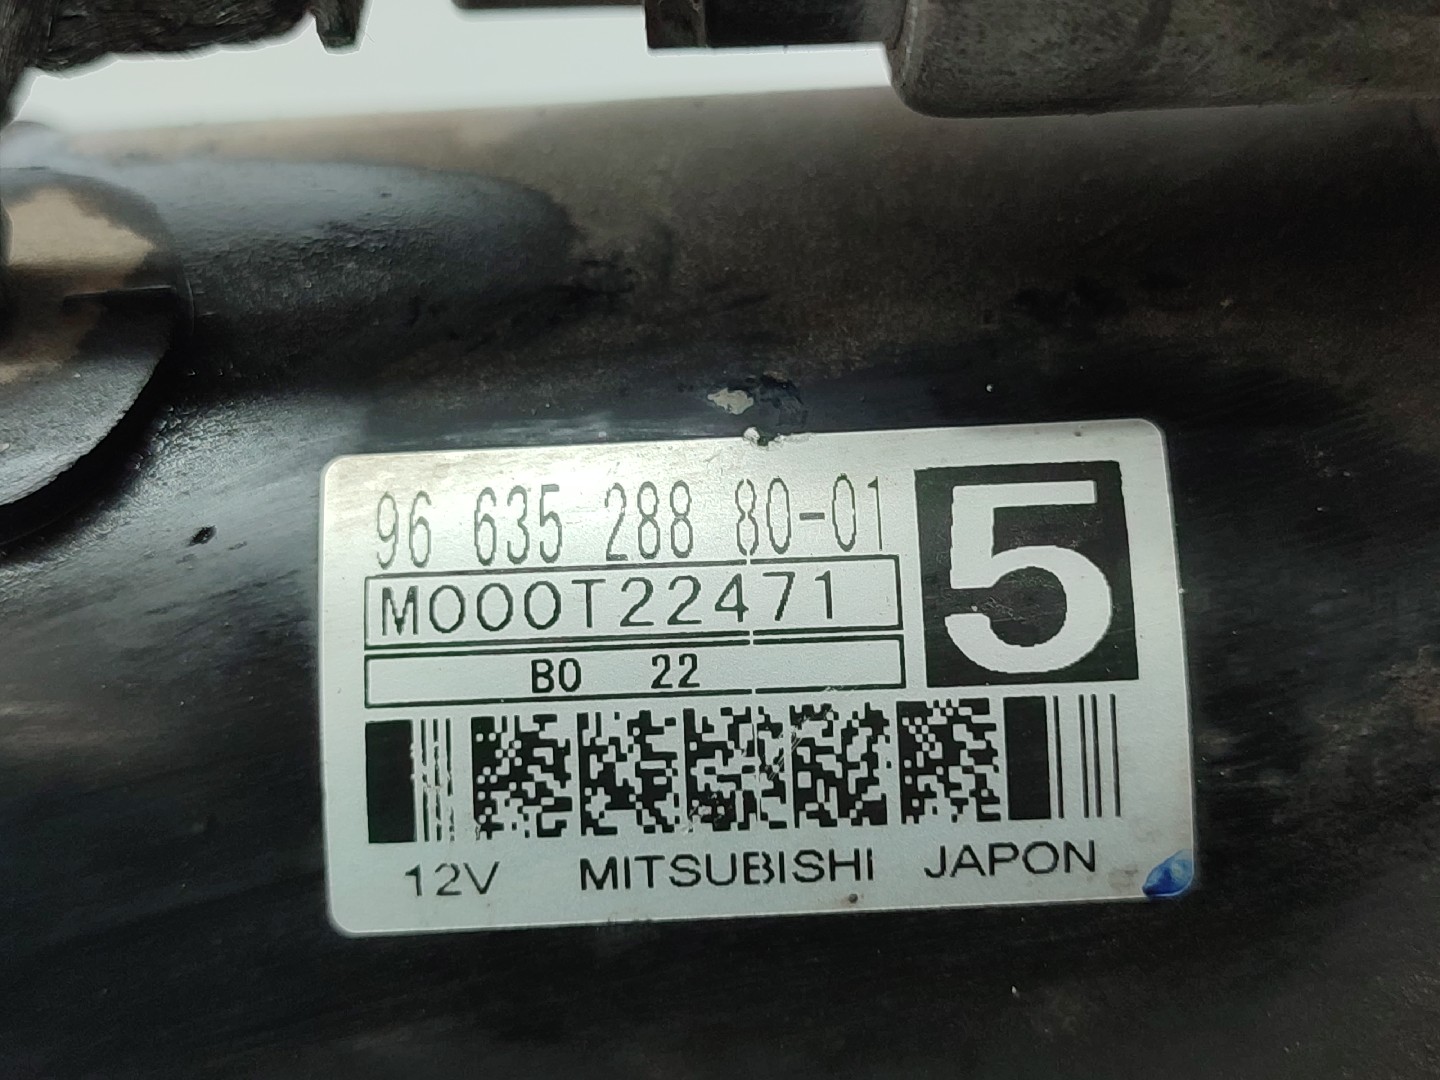 96 635 288 80-01
5
M000T22471
B0 22
12V MITSUBISHI JAPON